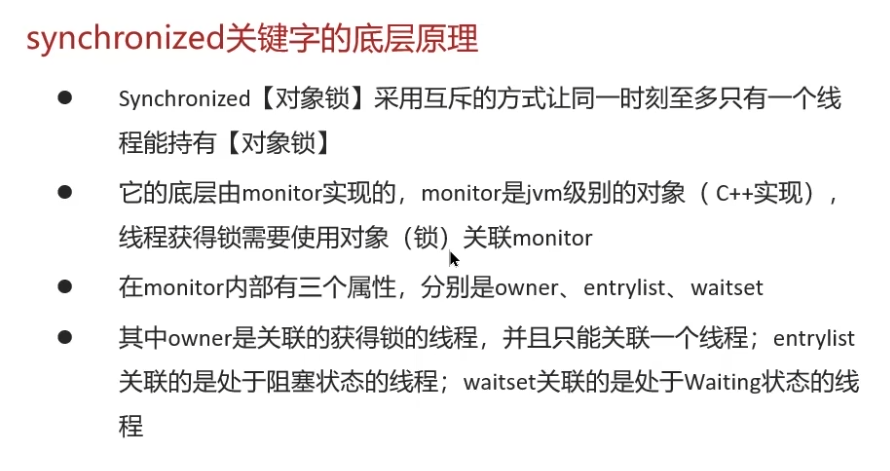 synchronized关键字的底层原理
● Synchronized【对象锁】采用互斥的方式让同一时刻至多只有一个线
程能持有【对象锁】
● 它的底层由monitor实现的，monitor是jvm级别的对象（ C++实现），
线程获得锁需要使用对象（锁）关联monitor
● 在monitor内部有三个属性，分别是owner、entrylist、waitset
● 其中owner是关联的获得锁的线程，并且只能关联一个线程；entrylist
关联的是处于阻塞状态的线程；waitset关联的是处于Waiting状态的线
程